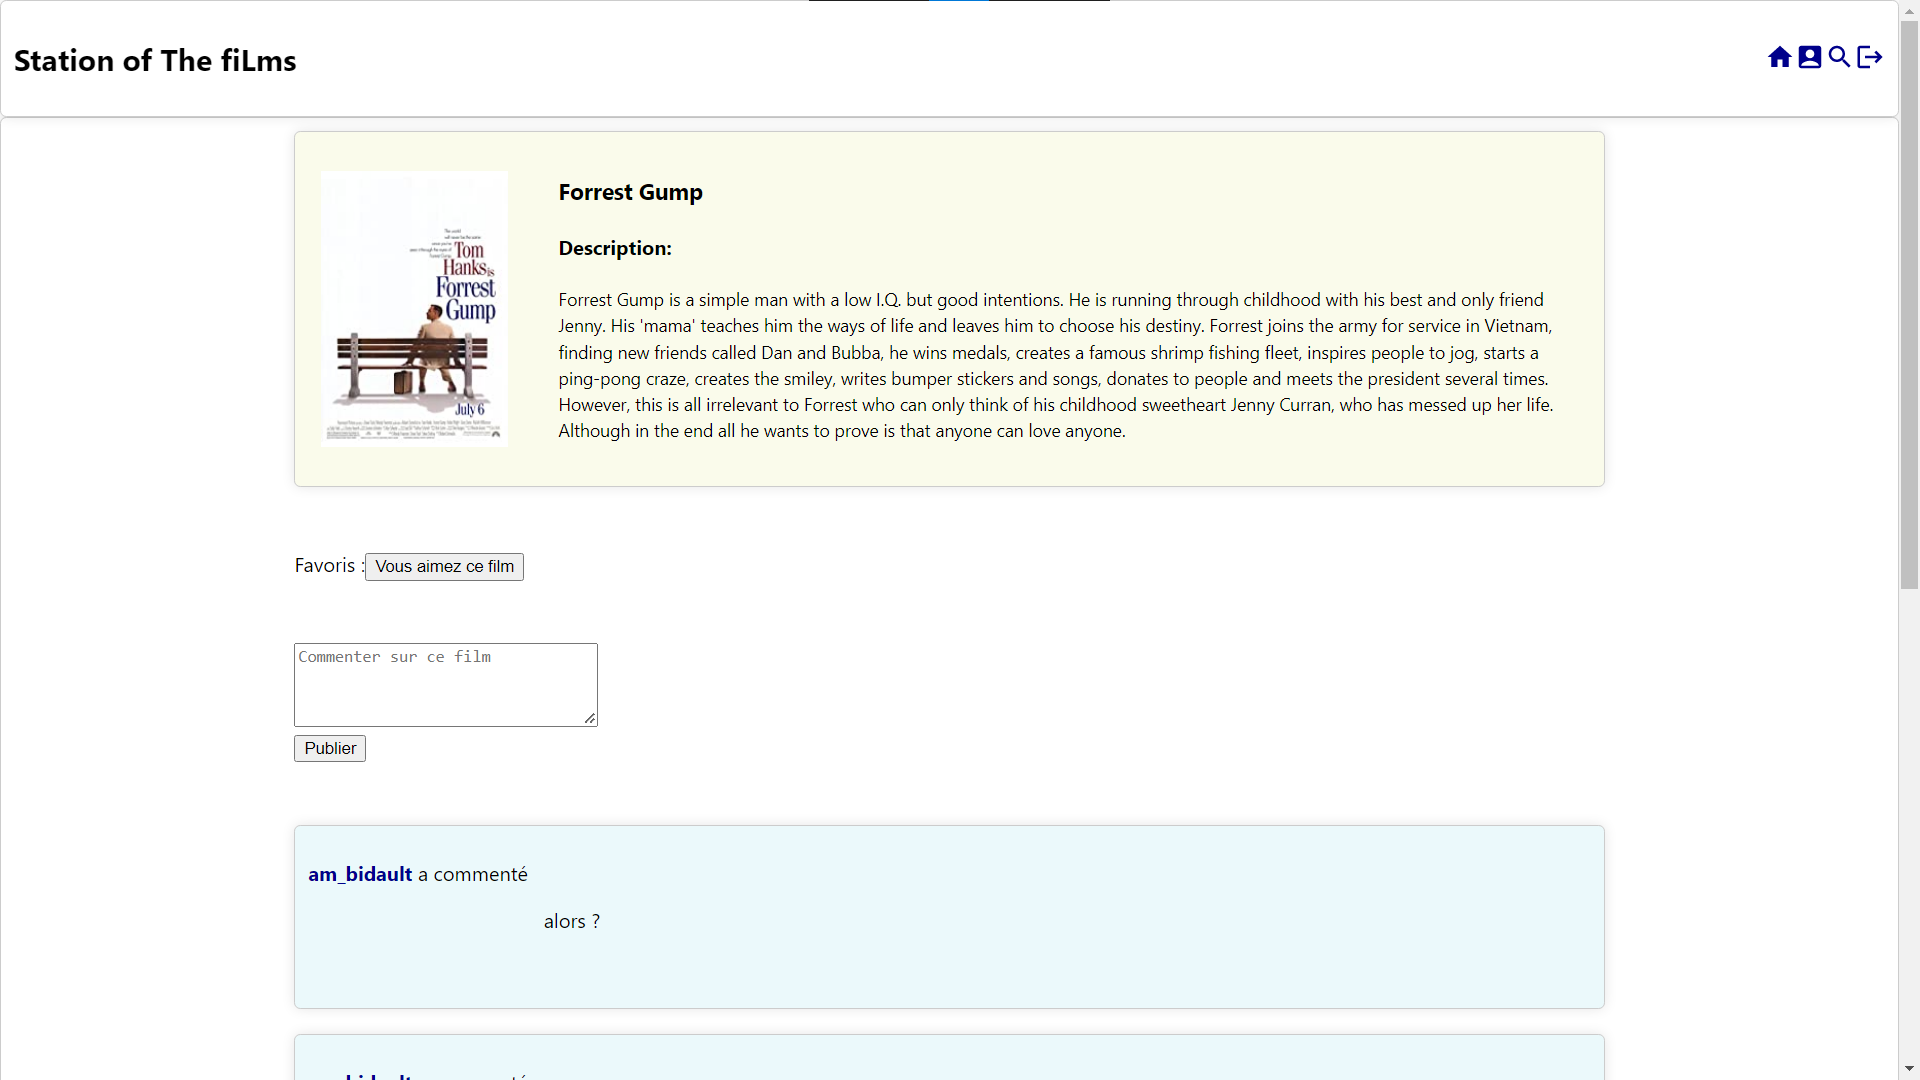 Station of The fiLms
Tom
Hanks is
Forrest
Gump
July 6
Forrest Gump
Description:
Forrest Gump is a simple man with a low I.Q. but good intentions. He is running through childhood with his best and only friend
Jenny. His 'mama' teaches him the ways of life and leaves him to choose his destiny. Forrest joins the army for service in Vietnam,
finding new friends called Dan and Bubba, he wins medals, creates a famous shrimp fishing fleet, inspires people to jog, starts a
ping-pong craze, creates the smiley, writes bumper stickers and songs, donates to people and meets the president several times.
However, this is all irrelevant to Forrest who can only think of his childhood sweetheart Jenny Curran, who has messed up her life.
Although in the end all he wants to prove is that anyone can love anyone.
Favoris : Vous aimez ce film
Commenter sur ce film
Publier
am_bidault a commenté
alors ?